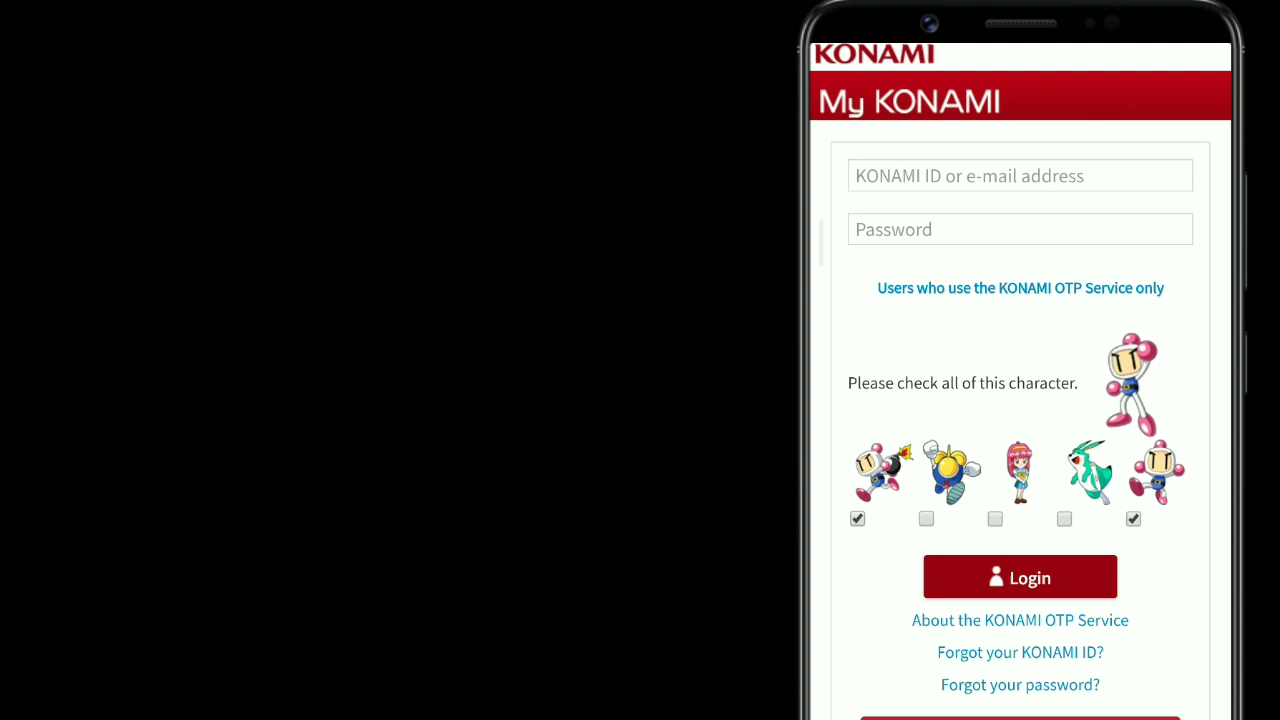 KONAMI
My KONAMI
KONAMI ID or e-mail address
Password
Users who use the KONAMI OTP Service only
Please check all of this character.
Login
About the KONAMI OTP Service
Forgot your KONAMI ID?
Forgot your password?